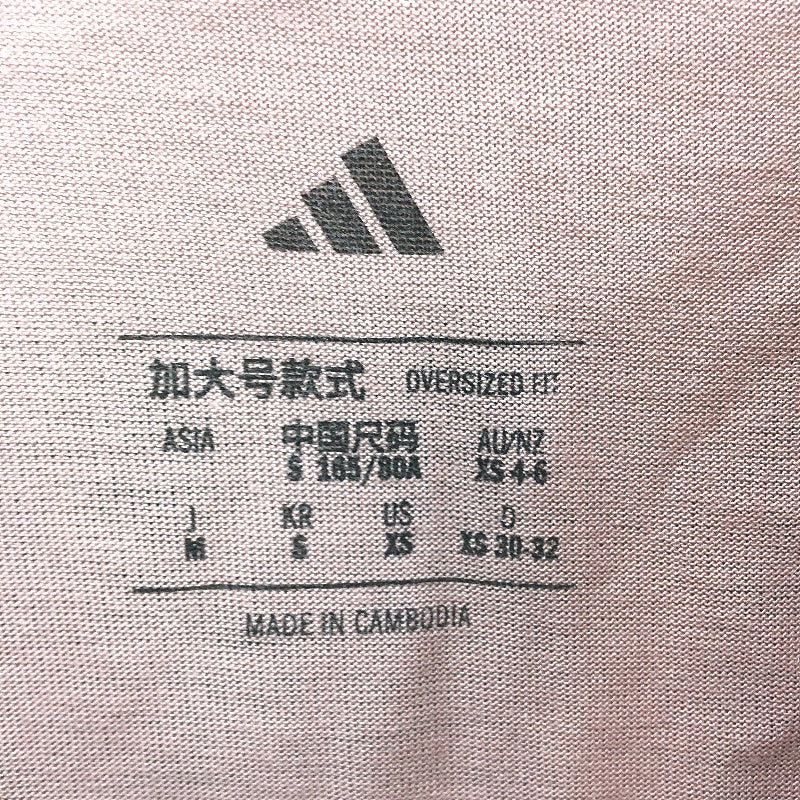 加大号款式 OVERSIZED FIT
ASIA 中国尺码 AU/NZ
S 165/80A XS 4-6
J KR US D
M S XS XS 30-32
MADE IN CAMBODIA